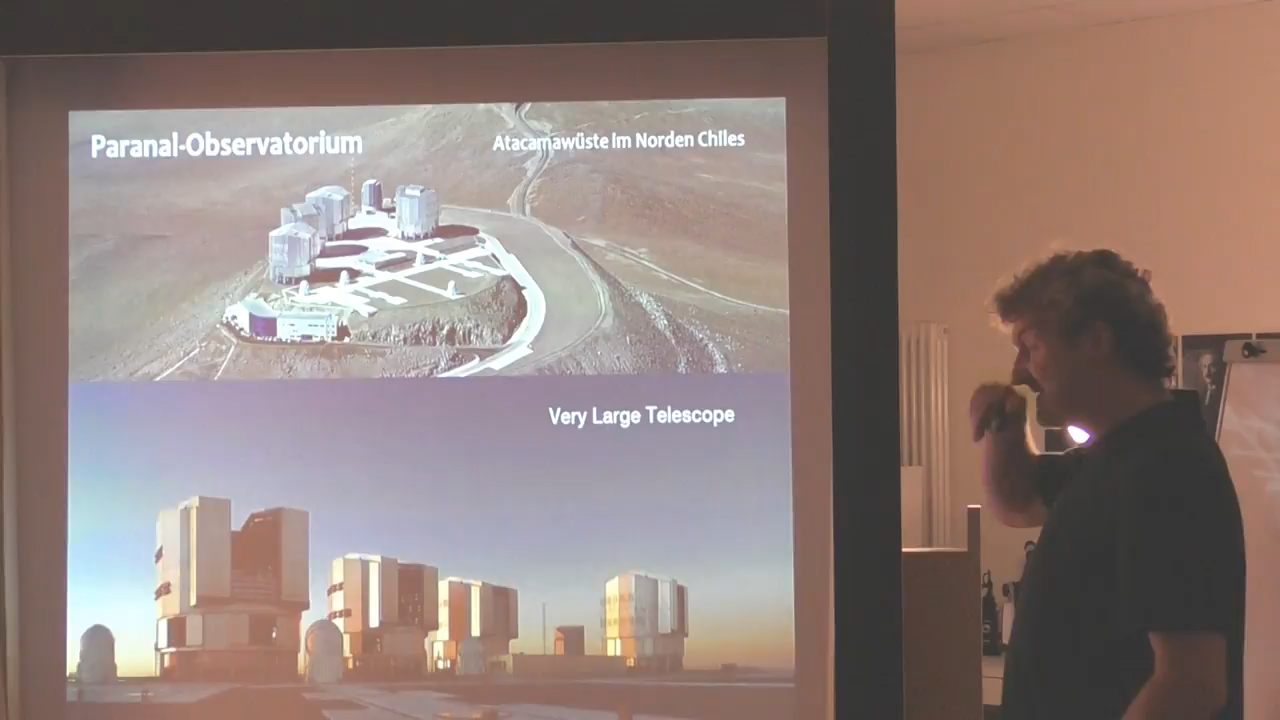 Paranal-Observatorium
Atacamawüste im Norden Chiles
Very Large Telescope